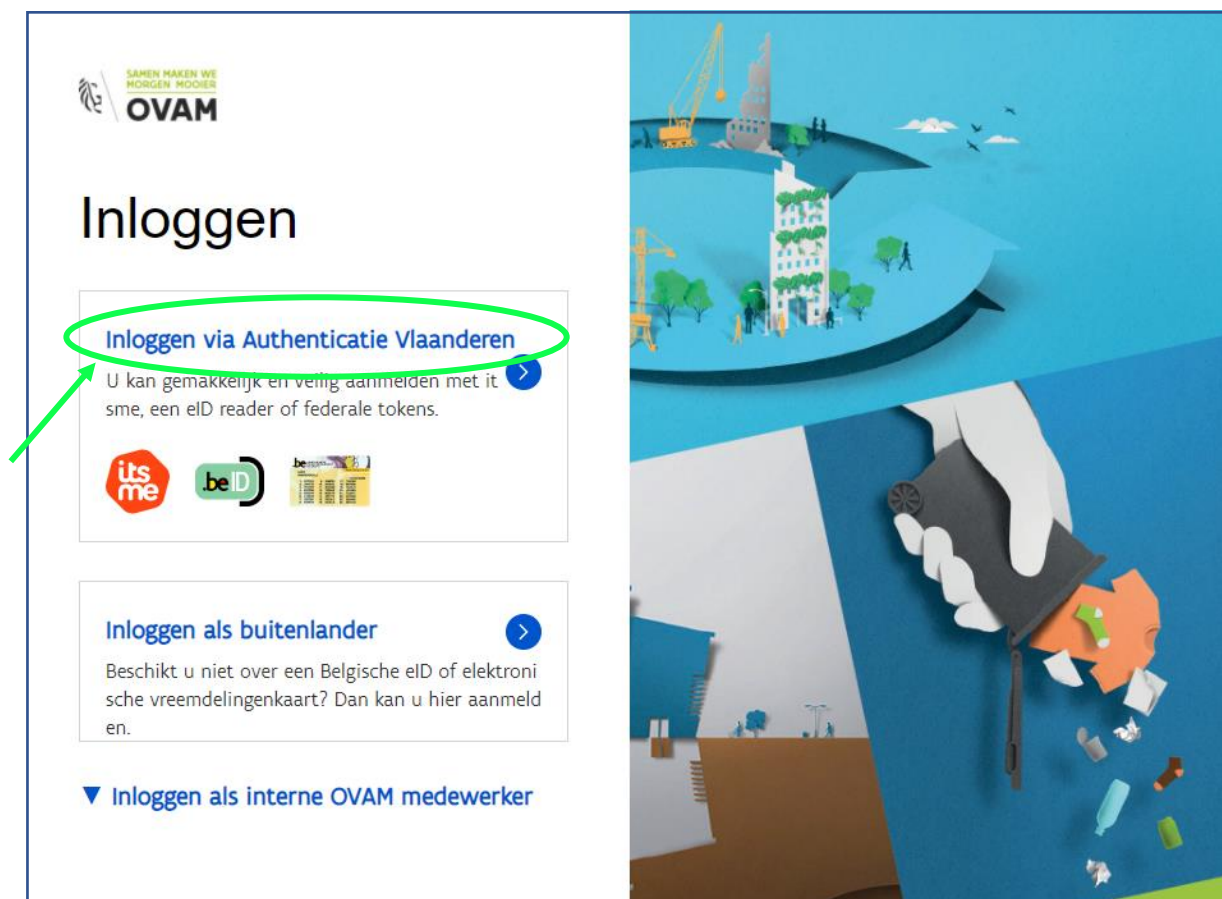 SAMEN MAKEN WE
MORGEN MOOIER
OVAM
Inloggen
Inloggen via Authenticatie Vlaanderen
U kan gemakkelijk en veilig aanmelden met it
sme, een eID reader of federale tokens.
its
me
.beID
.be
Inloggen als buitenlander
Beschikt u niet over een Belgische eID of elektroni
sche vreemdelingenkaart? Dan kan u hier aanmeld
en.
▼ Inloggen als interne OVAM medewerker